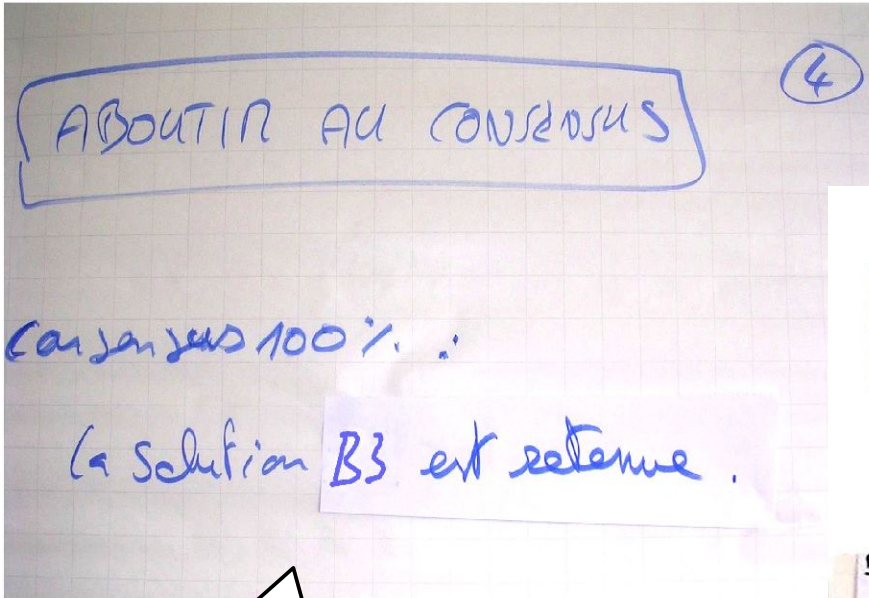 4
ABOUTIR AU CONSENSUS
Consensus 100% :
la solution B3 est retenue.